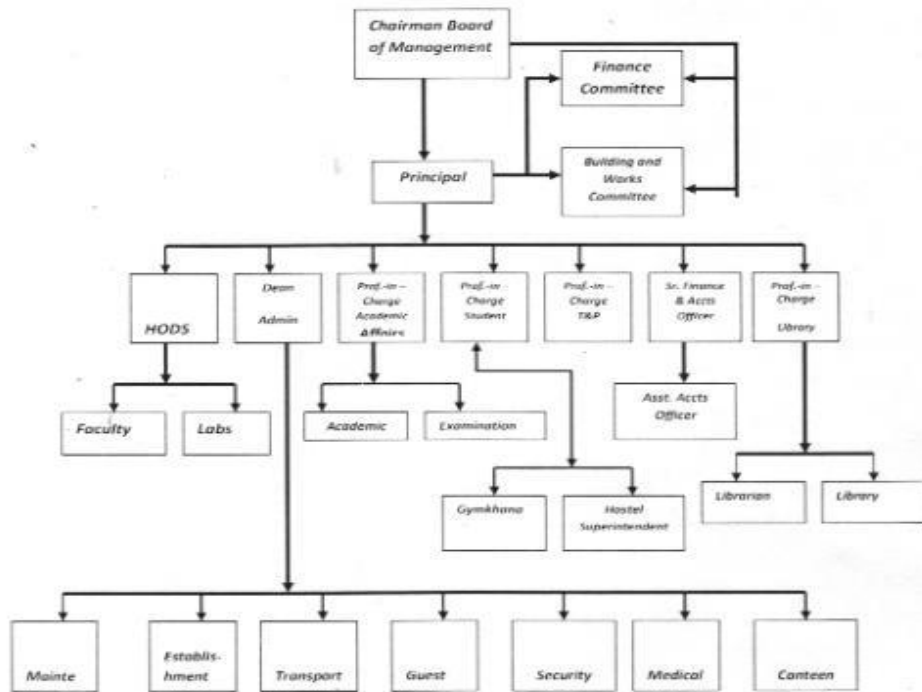 Chairman Board
of Management
Finance
Committee
Principal
Building and
Works
Committee
HODS
Dean
Admin
Prof.-in –
Charge
Academic
Affairs
Prof.-in –
Charge
Student
Prof.-in –
Charge
T&P
Sr. Finance
& Accts
Officer
Prof.-in –
Charge
Library
Faculty
Labs
Academic
Examination
Asst. Accts
Officer
Gymkhana
Hostel
Superintendent
Librarian
Library
Mainte
Establis-
hment
Transport
Guest
Security
Medical
Canteen